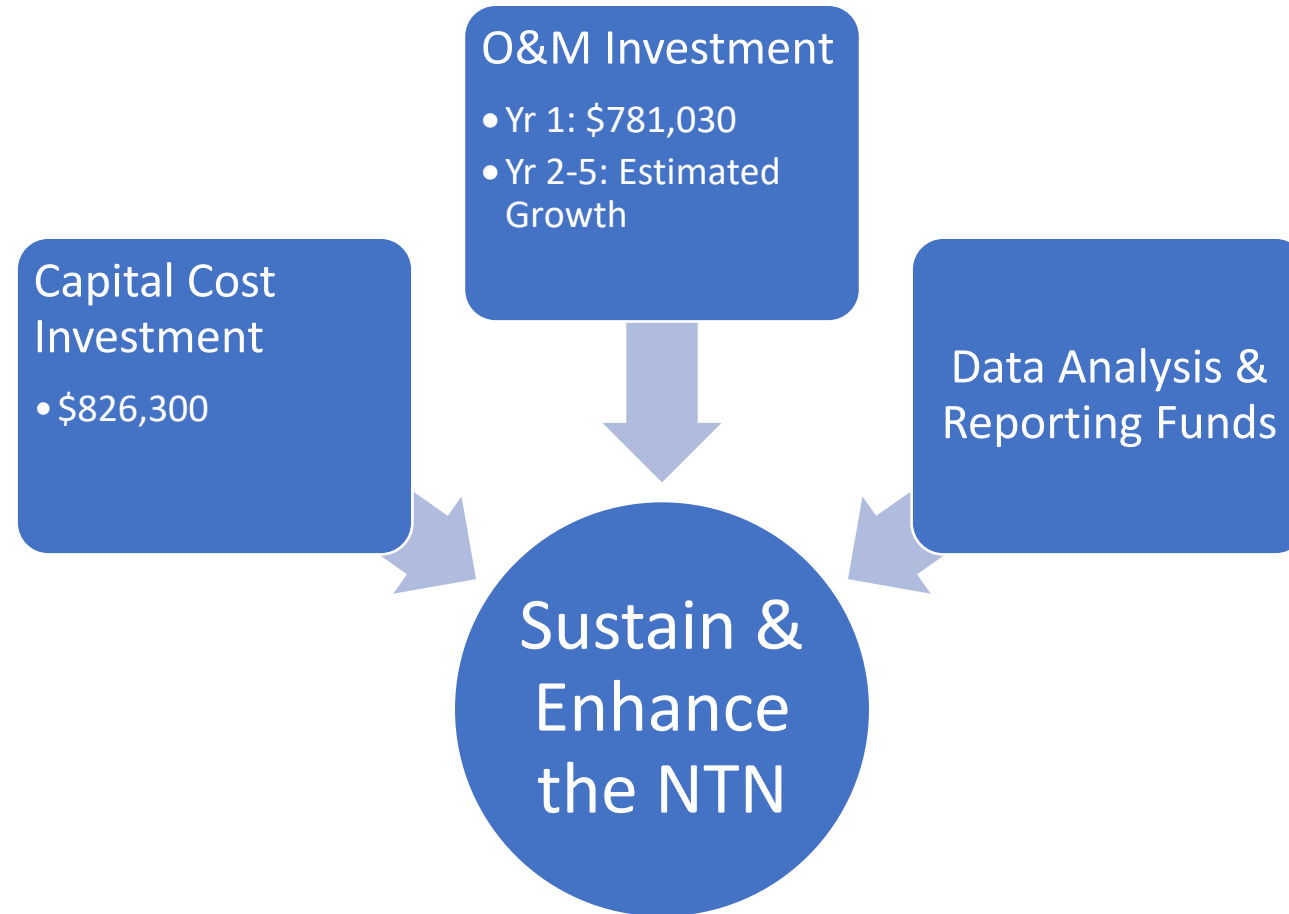 O&M Investment
• Yr 1: $781,030
• Yr 2-5: Estimated
Growth
Capital Cost
Investment
• $826,300
Data Analysis &
Reporting Funds
Sustain &
Enhance
the NTN